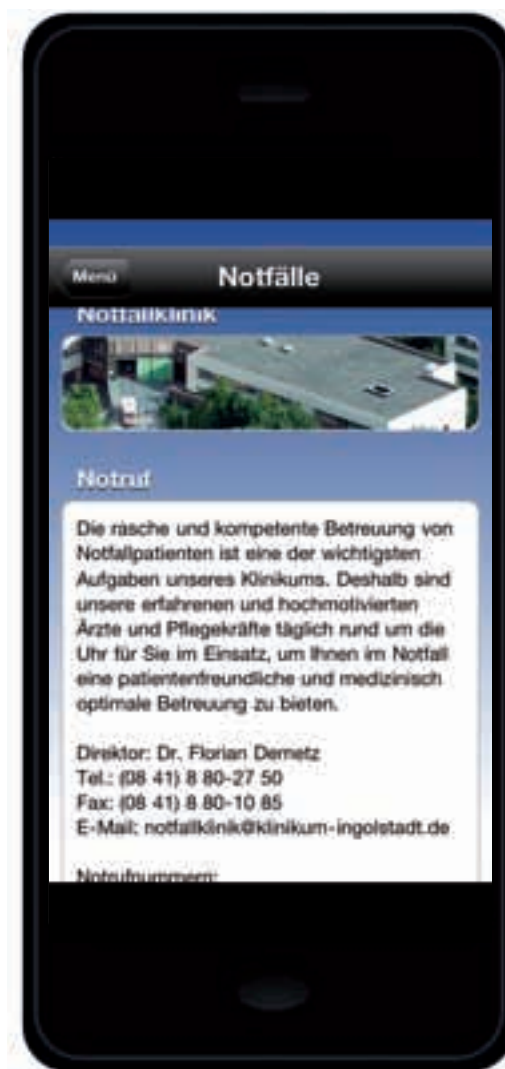 Menü
Notfälle
Notfallklinik
Notruf
Die rasche und kompetente Betreuung von
Notfallpatienten ist eine der wichtigsten
Aufgaben unseres Klinikums. Deshalb sind
unsere erfahrenen und hochmotivierten
Ärzte und Pflegekräfte täglich rund um die
Uhr für Sie im Einsatz, um Ihnen im Notfall
eine patientenfreundliche und medizinisch
optimale Betreuung zu bieten.
Direktor: Dr. Florian Demetz
Tel.: (08 41) 8 80-27 50
Fax: (08 41) 8 80-10 85
E-Mail: notfallklinik@klinikum-ingolstadt.de
Notrufnummern: